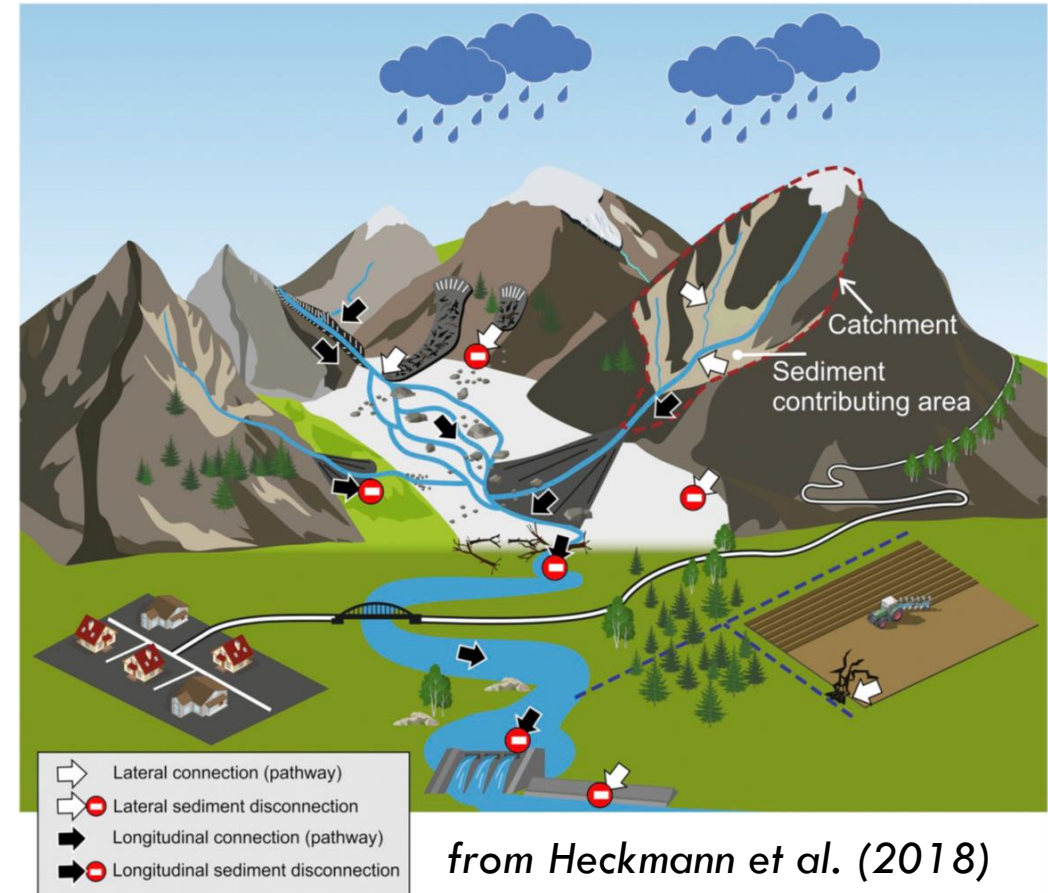 Catchment
Sediment
contributing area
Lateral connection (pathway)
Lateral sediment disconnection
Longitudinal connection (pathway)
Longitudinal sediment disconnection
from Heckmann et al. (2018)